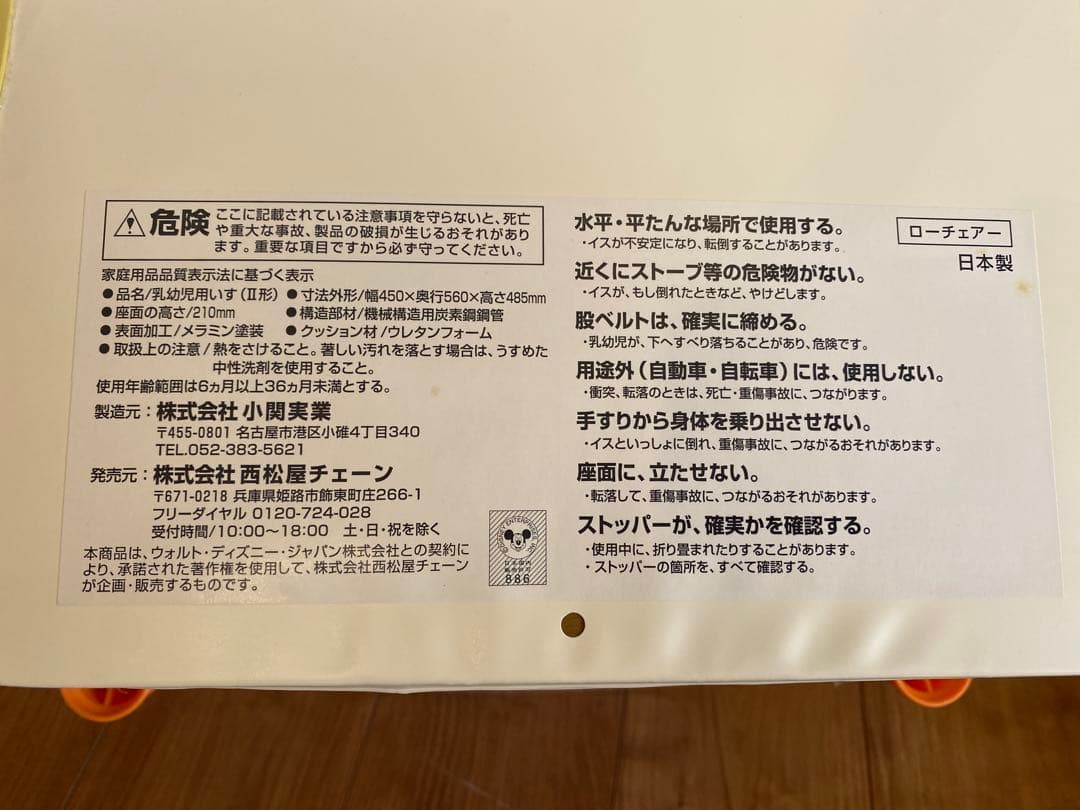 ⚠危険 ここに記載されている注意事項を守らないと、死亡
や重大な事故、製品の破損が生じるおそれがあり
ます。重要な項目ですから必ず守ってください。
家庭用品品質表示法に基づく表示
●品名/乳幼児用いす(Ⅱ形) ●寸法外形/幅450×奥行560×高さ485mm
●座面の高さ/210mm ●構造部材/機械構造用炭素鋼鋼管
●表面加工/メラミン塗装 ●クッション材/ウレタンフォーム
●取扱上の注意/熱をさけること。著しい汚れを落とす場合は、うすめた
中性洗剤を使用すること。
使用年齢範囲は6ヵ月以上36ヵ月未満とする。
製造元:株式会社 小関実業
〒455-0801 名古屋市港区小碓4丁目340
TEL.052-383-5621
発売元:株式会社 西松屋チェーン
〒671-0218 兵庫県姫路市飾東町庄266-1
フリーダイヤル 0120-724-028
受付時間/10:00〜18:00 土・日・祝を除く
本商品は、ウォルト・ディズニー・ジャパン株式会社との契約に
より、承諾された著作権を使用して、株式会社西松屋チェーン
が企画・販売するものです。
886
水平・平たんな場所で使用する。
・イスが不安定になり、転倒することがあります。
近くにストーブ等の危険物がない。
・イスが、もし倒れたときなど、やけどします。
股ベルトは、確実に締める。
・乳幼児が、下へすべり落ちることがあり、危険です。
用途外(自動車・自転車)には、使用しない。
・衝突、転落のときは、死亡・重傷事故に、つながります。
手すりから身体を乗り出させない。
・イスといっしょに倒れ、重傷事故に、つながるおそれがあります。
座面に、立たせない。
・転落して、重傷事故に、つながるおそれがあります。
ストッパーが、確実かを確認する。
・使用中に、折り畳まれたりすることがあります。
・ストッパーの箇所を、すべて確認する。
ローチェアー
日本製